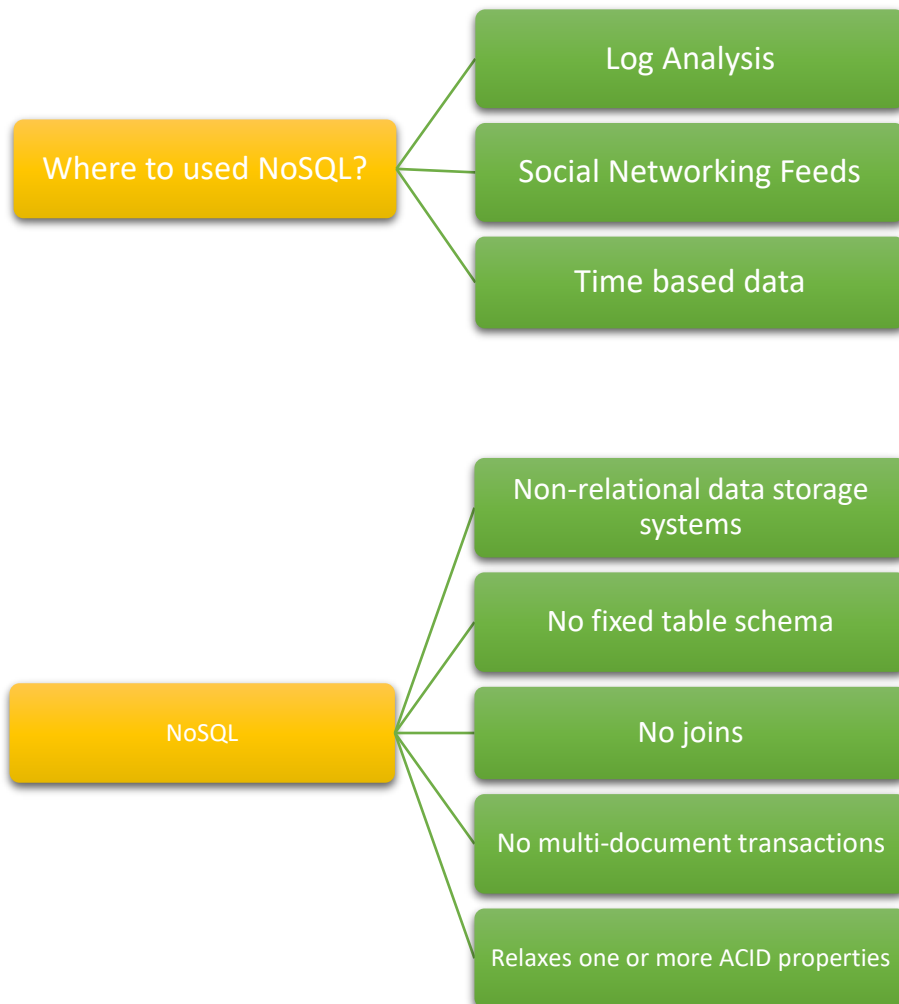 Where to used NoSQL?
Log Analysis
Social Networking Feeds
Time based data
NoSQL
Non-relational data storage
systems
No fixed table schema
No joins
No multi-document transactions
Relaxes one or more ACID properties